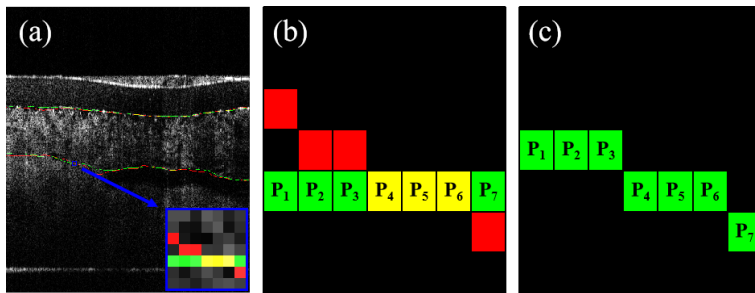 (a)
(b)
(c)
P₁ P₂ P₃ P₄ P₅ P₆ P₇
P₁ P₂ P₃
P₄ P₅ P₆
P₇